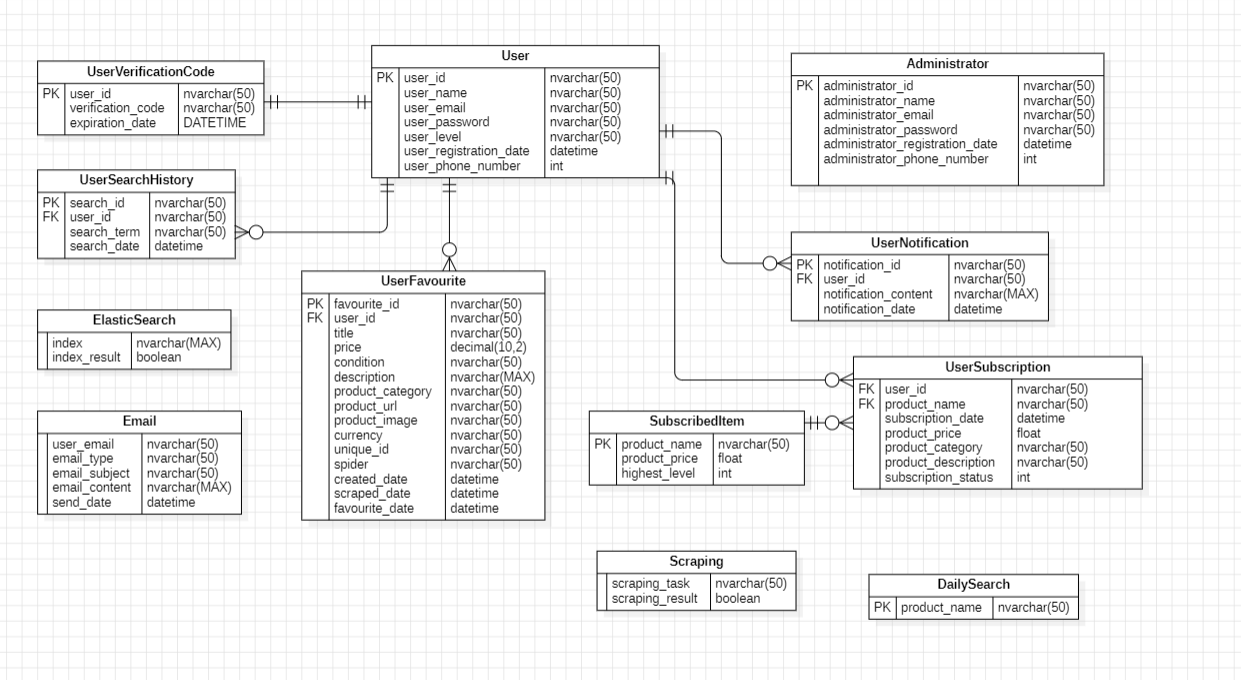 UserVerificationCode
PK user_id nvarchar(50)
verification_code nvarchar(50)
expiration_date DATETIME
User
PK user_id nvarchar(50)
user_name nvarchar(50)
user_email nvarchar(50)
user_password nvarchar(50)
user_level nvarchar(50)
user_registration_date datetime
user_phone_number int
Administrator
PK administrator_id nvarchar(50)
administrator_name nvarchar(50)
administrator_email nvarchar(50)
administrator_password nvarchar(50)
administrator_registration_date datetime
administrator_phone_number int
UserSearchHistory
PK search_id nvarchar(50)
FK user_id nvarchar(50)
search_term nvarchar(50)
search_date datetime
UserNotification
PK notification_id nvarchar(50)
FK user_id nvarchar(50)
notification_content nvarchar(MAX)
notification_date datetime
UserFavourite
PK favourite_id nvarchar(50)
FK user_id nvarchar(50)
title nvarchar(50)
price decimal(10,2)
condition nvarchar(50)
description nvarchar(MAX)
product_category nvarchar(50)
product_url nvarchar(50)
product_image nvarchar(50)
currency nvarchar(50)
unique_id nvarchar(50)
spider nvarchar(50)
created_date datetime
scraped_date datetime
favourite_date datetime
ElasticSearch
index nvarchar(MAX)
index_result boolean
UserSubscription
FK user_id nvarchar(50)
FK product_name nvarchar(50)
subscription_date datetime
product_price float
product_category nvarchar(50)
product_description nvarchar(50)
subscription_status int
Email
user_email nvarchar(50)
email_type nvarchar(50)
email_subject nvarchar(50)
email_content nvarchar(MAX)
send_date datetime
SubscribedItem
PK product_name nvarchar(50)
product_price float
highest_level int
Scraping
scraping_task nvarchar(50)
scraping_result boolean
DailySearch
PK product_name nvarchar(50)